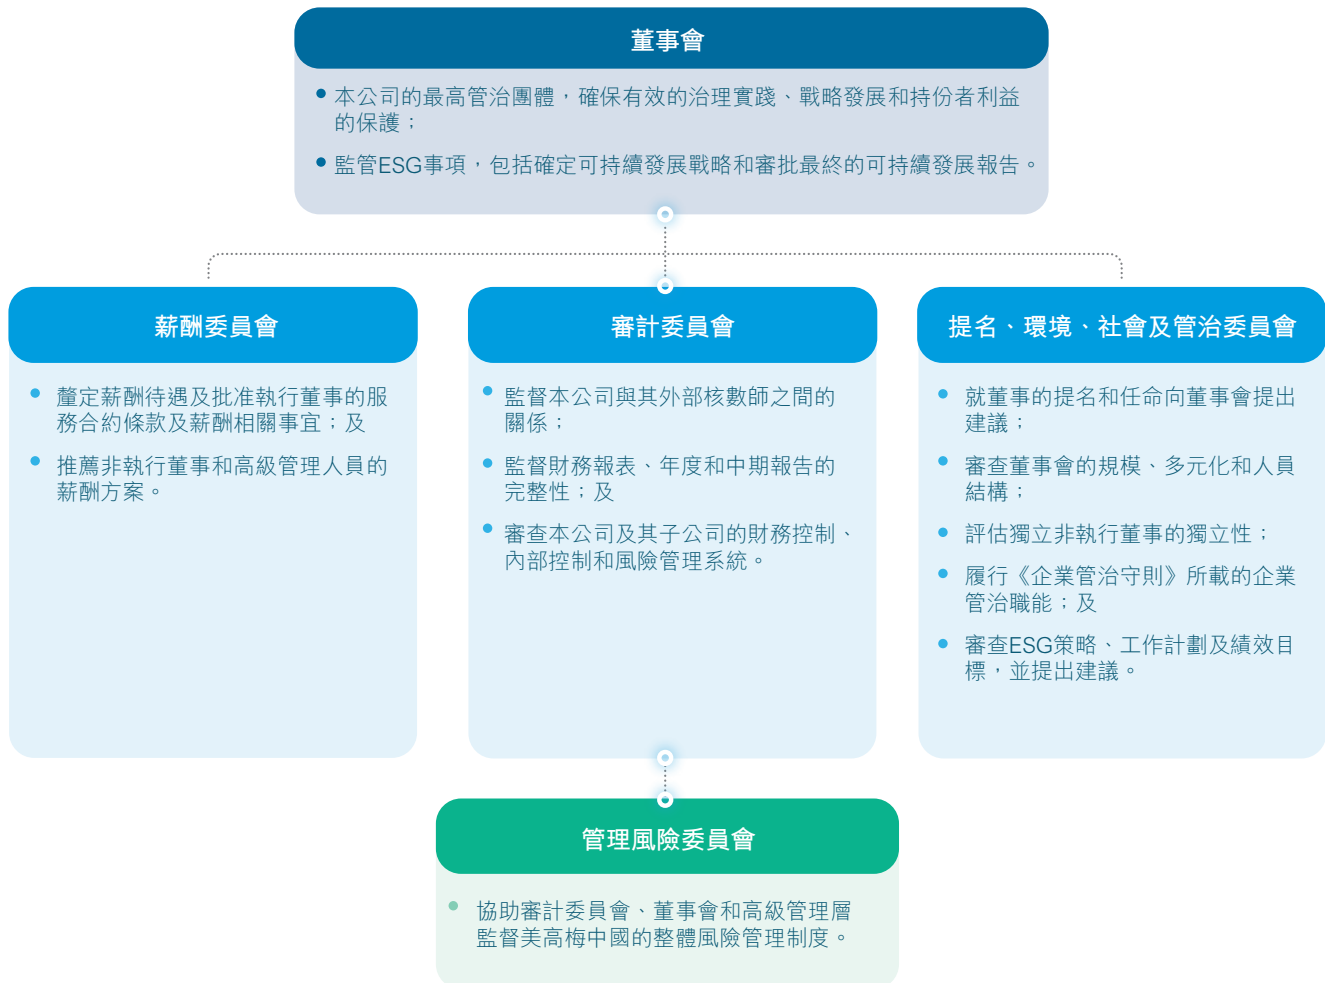 董事會
本公司的最高管治團體，確保有效的治理實踐、戰略發展和持份者利益
的保護；
監管ESG事項，包括確定可持續發展戰略和審批最終的可持續發展報告。
薪酬委員會
釐定薪酬待遇及批准執行董事的服
務合約條款及薪酬相關事宜；及
推薦非執行董事和高級管理人員的
薪酬方案。
審計委員會
監督本公司與其外部核數師之間的
關係；
監督財務報表、年度和中期報告的
完整性；及
審查本公司及其子公司的財務控制、
內部控制和風險管理系統。
提名、環境、社會及管治委員會
就董事的提名和任命向董事會提出
建議；
審查董事會的規模、多元化和人員
結構；
評估獨立非執行董事的獨立性；
履行《企業管治守則》所載的企業
管治職能；及
審查ESG策略、工作計劃及績效目
標，並提出建議。
管理風險委員會
協助審計委員會、董事會和高級管理層
監督美高梅中國的整體風險管理制度。